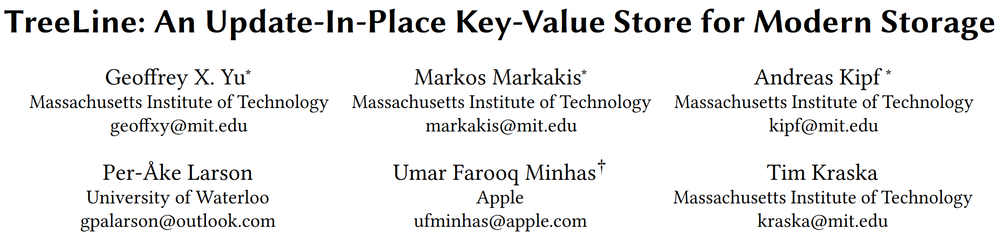 TreeLine: An Update-In-Place Key-Value Store for Modern Storage
Geoffrey X. Yu*
Massachusetts Institute of Technology
geoffxy@mit.edu
Markos Markakis*
Massachusetts Institute of Technology
markakis@mit.edu
Andreas Kipf *
Massachusetts Institute of Technology
kipf@mit.edu
Per-Åke Larson
University of Waterloo
gpalarson@outlook.com
Umar Farooq Minhas†
Apple
ufminhas@apple.com
Tim Kraska
Massachusetts Institute of Technology
kraska@mit.edu